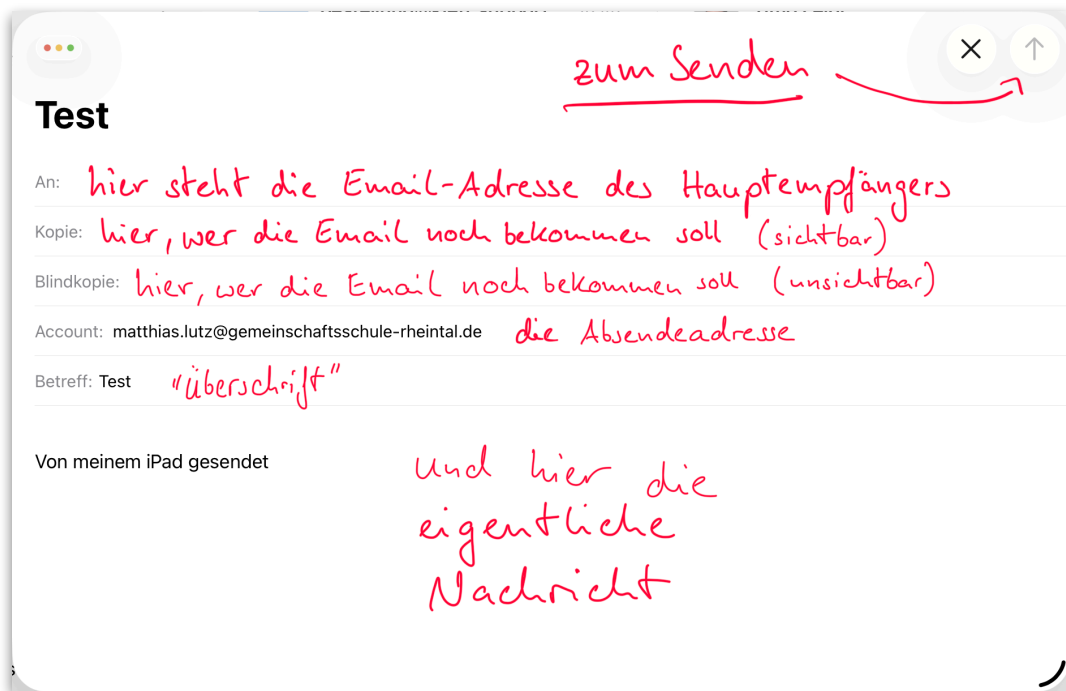 zum Senden
Test
An: hier steht die Email-Adresse des Hauptempfängers
Kopie: hier, wer die Email noch bekommen soll (sichtbar)
Blindkopie: hier, wer die Email noch bekommen soll (unsichtbar)
Account: matthias.lutz@gemeinschaftsschule-rheintal.de die Absendeadresse
Betreff: Test "Überschrift"
Von meinem iPad gesendet
und hier die
eigentliche
Nachricht